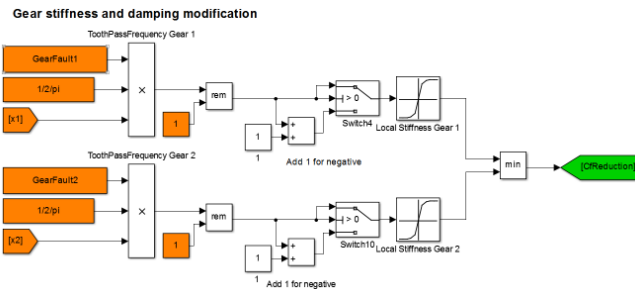 Gear stiffness and damping modification
ToothPassFrequency Gear 1
GearFault1
1/2/pi
[x1]
×
rem
1
1
1
+
+
Add 1 for negative
> 0
Switch4
Local Stiffness Gear 1
ToothPassFrequency Gear 2
GearFault2
1/2/pi
[x2]
×
rem
1
1
1
+
+
Add 1 for negative
> 0
Switch10
Local Stiffness Gear 2
min
[CfReduction]